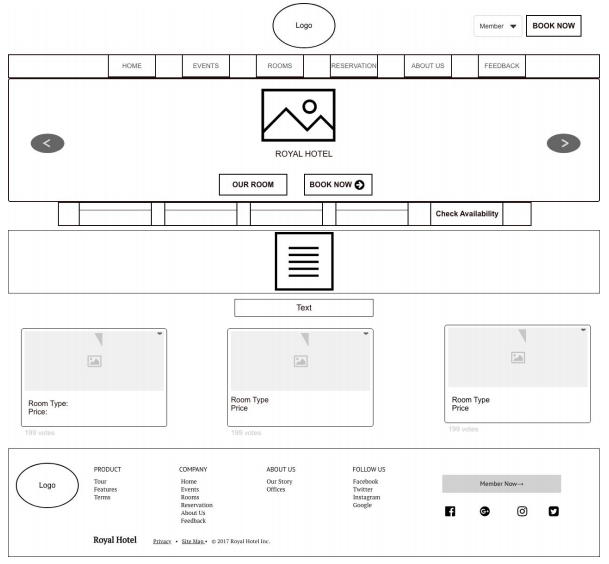 Logo
Member BOOK NOW
HOME EVENTS ROOMS RESERVATION ABOUT US FEEDBACK
< >
ROYAL HOTEL
OUR ROOM BOOK NOW
Check Availability
Text
Room Type:
Price:
199 votes
Room Type
Price
199 votes
Room Type
Price
199 votes
Logo
PRODUCT
Tour
Features
Terms
COMPANY
Home
Events
Rooms
Reservation
About Us
Feedback
ABOUT US
Our Story
Offices
FOLLOW US
Facebook
Twitter
Instagram
Google
Member Now→
Royal Hotel Privacy • Site Map • © 2017 Royal Hotel Inc.